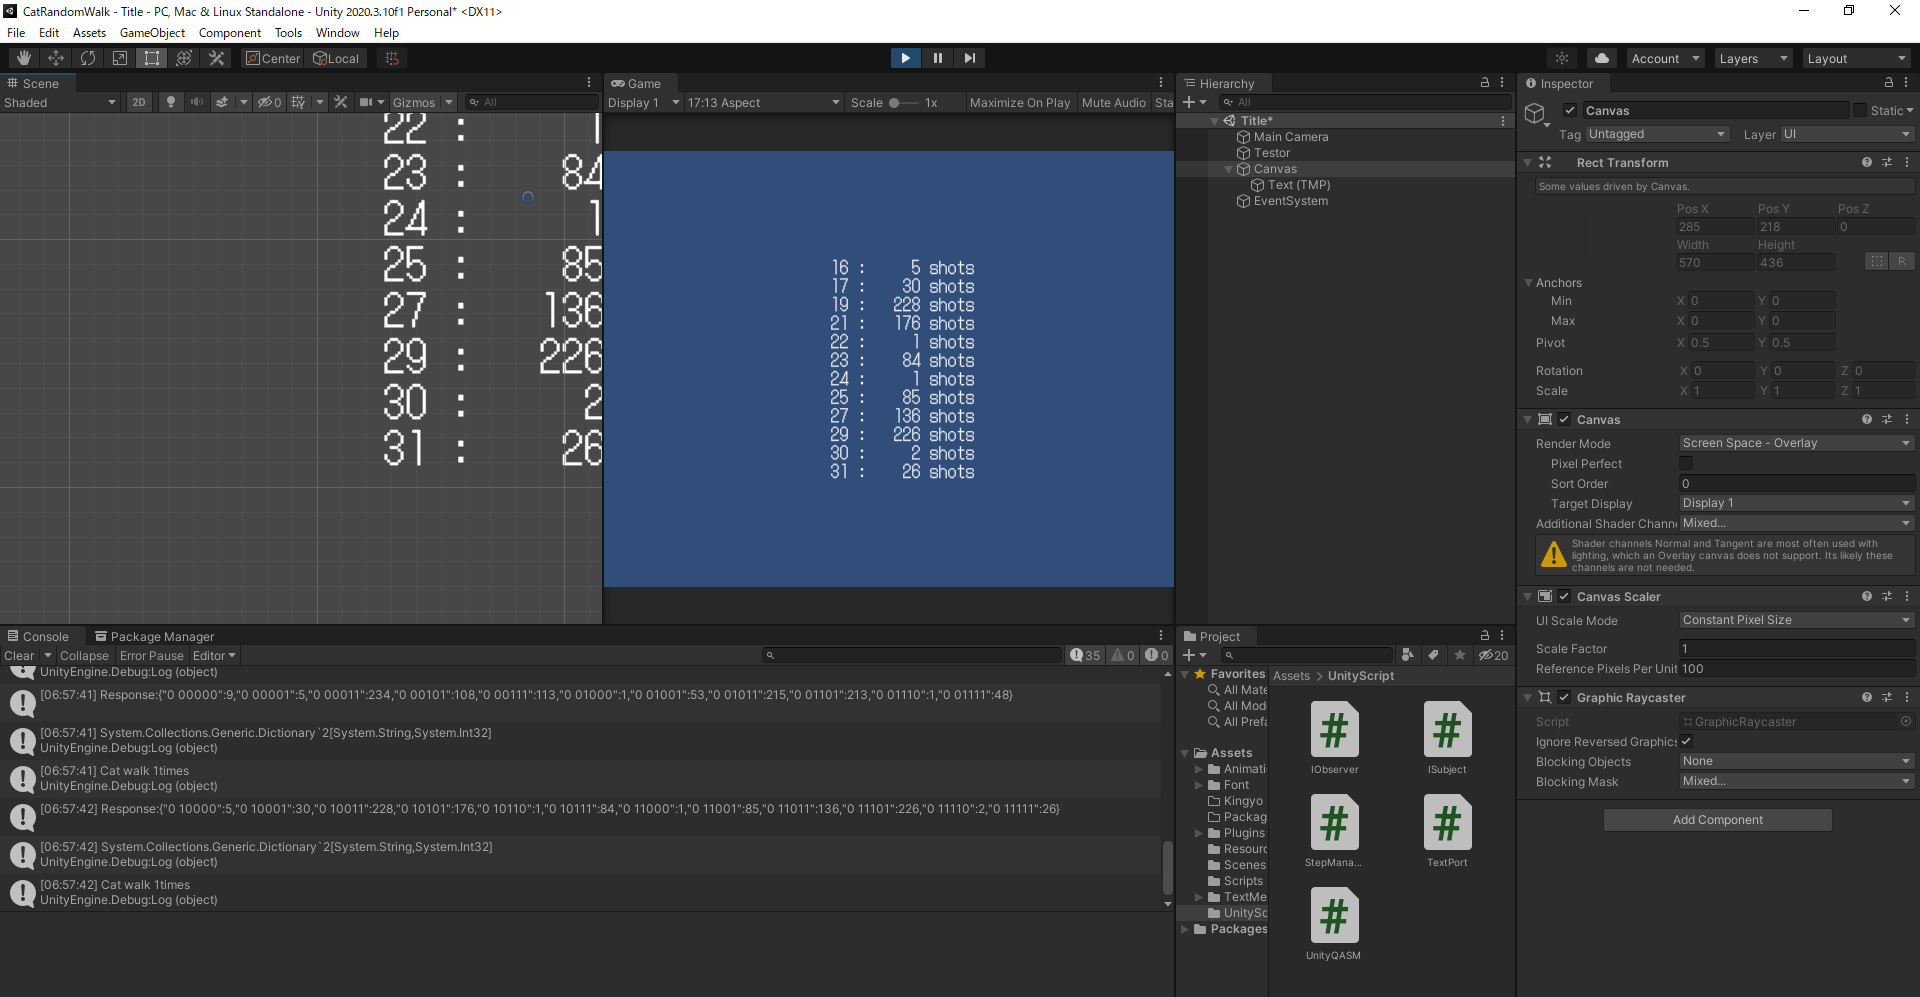 CatRandomWalk - Title - PC, Mac & Linux Standalone - Unity 2020.3.10f1 Personal* <DX11>
File Edit Assets GameObject Component Tools Window Help
Center Local Account Layers Layout
Scene
Shaded 2D 0 Gizmos All
22 : 1
23 : 84
24 : 1
25 : 85
27 : 136
29 : 226
30 : 2
31 : 26
Game
Display 1 17:13 Aspect Scale 1x Maximize On Play Mute Audio Sta
16 : 5 shots
17 : 30 shots
19 : 228 shots
21 : 176 shots
22 : 1 shots
23 : 84 shots
24 : 1 shots
25 : 85 shots
27 : 136 shots
29 : 226 shots
30 : 2 shots
31 : 26 shots
Hierarchy
All
Title*
Main Camera
Testor
Canvas
Text (TMP)
EventSystem
Inspector
Canvas Static
Tag Untagged Layer UI
Rect Transform
Some values driven by Canvas.
Pos X Pos Y Pos Z
285 218 0
Width Height
570 436 R
Anchors
Min X 0 Y 0
Max X 0 Y 0
Pivot X 0.5 Y 0.5
Rotation X 0 Y 0 Z 0
Scale X 1 Y 1 Z 1
Canvas
Render Mode Screen Space - Overlay
Pixel Perfect
Sort Order 0
Target Display Display 1
Additional Shader Chann Mixed...
Shader channels Normal and Tangent are most often used with
lighting, which an Overlay canvas does not support. Its likely these
channels are not needed.
Canvas Scaler
UI Scale Mode Constant Pixel Size
Scale Factor 1
Reference Pixels Per Unit 100
Graphic Raycaster
Script GraphicRaycaster
Ignore Reversed Graphics
Blocking Objects None
Blocking Mask Mixed...
Add Component
Console Package Manager
Clear Collapse Error Pause Editor 35 0 0
UnityEngine.Debug:Log (object)
[06:57:41] Response:{"0 00000":9,"0 00001":5,"0 00011":234,"0 00101":108,"0 00111":113,"0 01000":1,"0 01001":53,"0 01011":215,"0 01101":213,"0 01110":1,"0 01111":48}
[06:57:41] System.Collections.Generic.Dictionary`2[System.String,System.Int32]
UnityEngine.Debug:Log (object)
[06:57:41] Cat walk 1times
UnityEngine.Debug:Log (object)
[06:57:42] Response:{"0 10000":5,"0 10001":30,"0 10011":228,"0 10101":176,"0 10110":1,"0 10111":84,"0 11000":1,"0 11001":85,"0 11011":136,"0 11101":226,"0 11110":2,"0 11111":26}
[06:57:42] System.Collections.Generic.Dictionary`2[System.String,System.Int32]
UnityEngine.Debug:Log (object)
[06:57:42] Cat walk 1times
UnityEngine.Debug:Log (object)
Project
20
Favorites
All Mate
All Mod
All Prefa
Assets
Animati
Font
Kingyo
Packag
Plugins
Resourc
Scenes
Scripts
TextMe
UnitySc
Packages
Assets > UnityScript
IObserver ISubject
StepMana... TextPort
UnityQASM